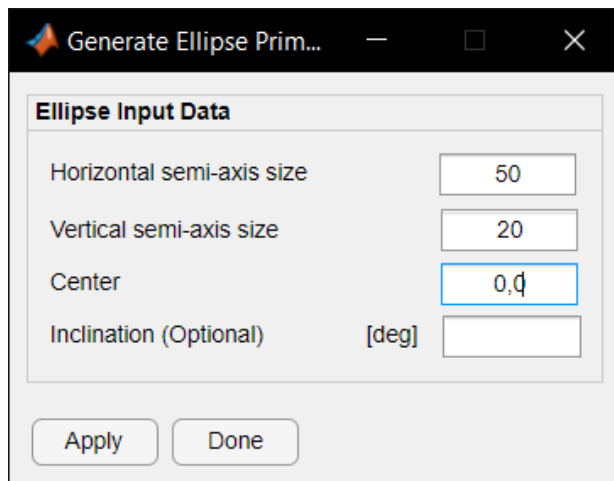 Generate Ellipse Prim...
Ellipse Input Data
Horizontal semi-axis size 50
Vertical semi-axis size 20
Center 0,0
Inclination (Optional) [deg]
Apply Done